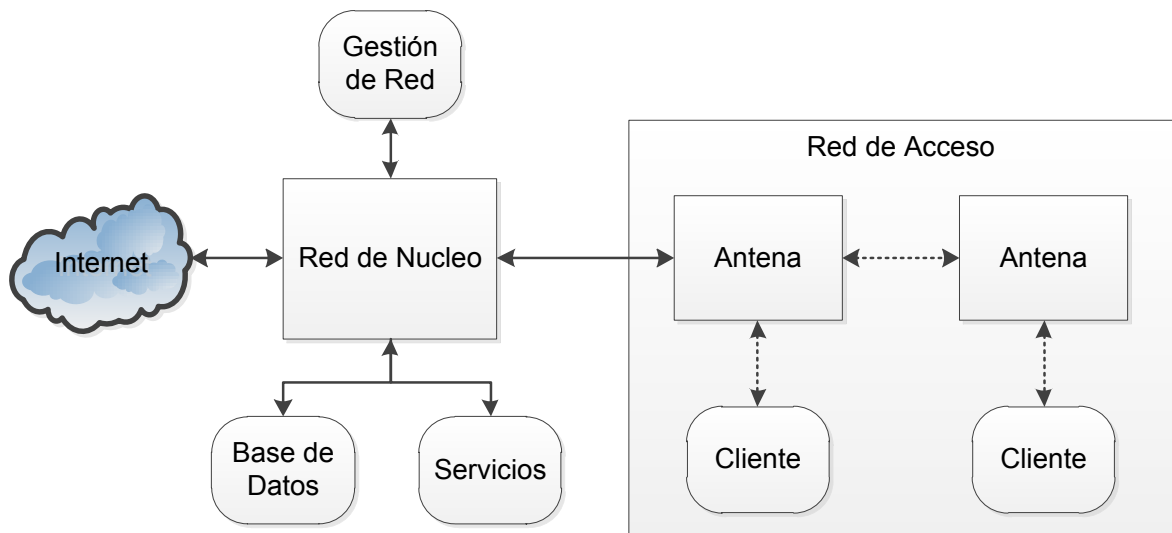 Gestión
de Red
Red de Acceso
Internet
Red de Nucleo
Antena
Antena
Base de
Datos
Servicios
Cliente
Cliente